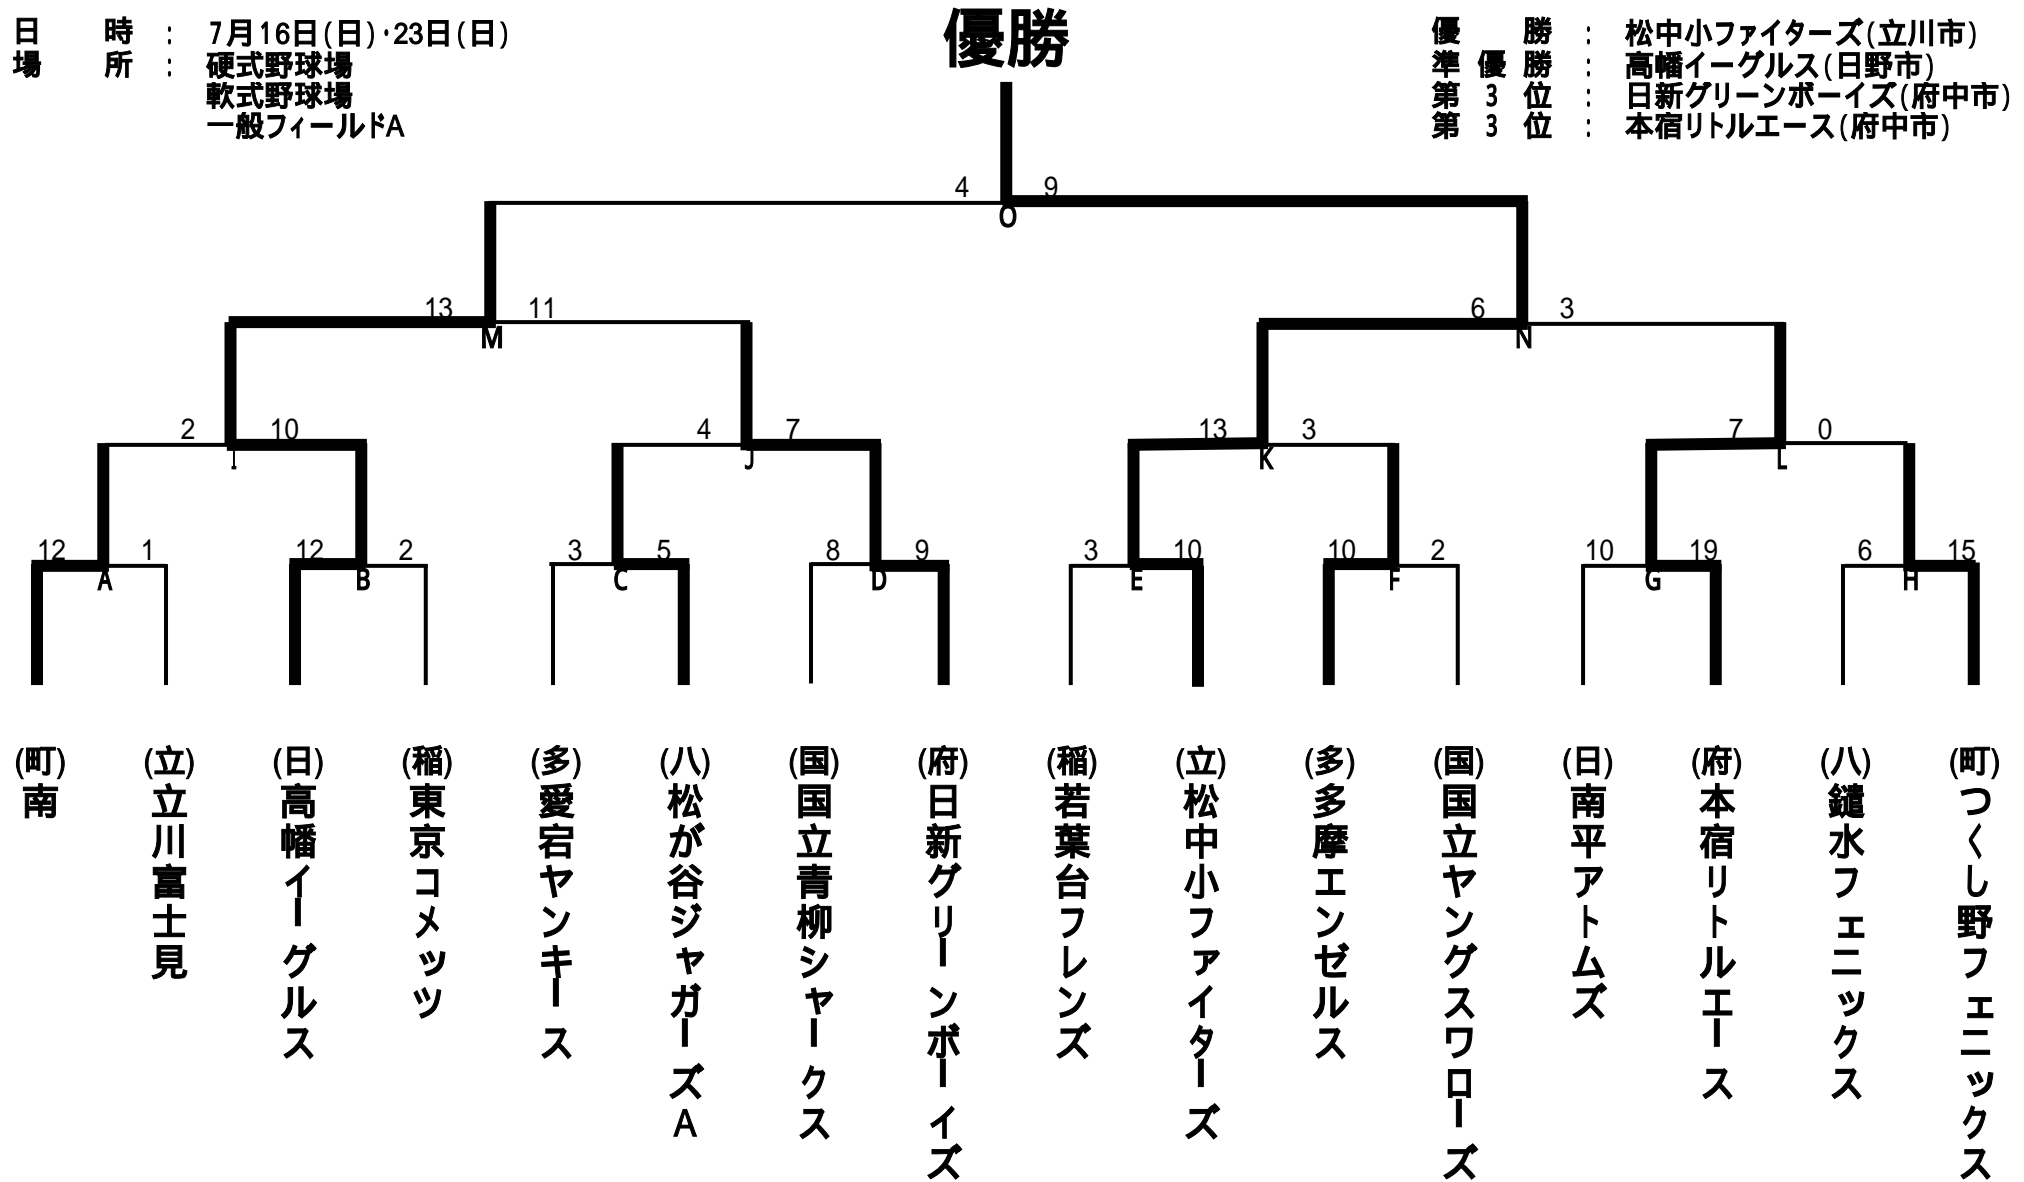 日時：7月16日(日)･23日(日)
場所：硬式野球場
軟式野球場
一般フィールドA
優勝
優勝：松中小ファイターズ(立川市)
準優勝：高幡イーグルス(日野市)
第3位：日新グリーンボーイズ(府中市)
第3位：本宿リトルエース(府中市)
4 9
O
13 11
M
6 3
N
2 10
I
4 7
J
13 3
K
7 0
L
12 1
A
12 2
B
3 5
C
8 9
D
3 10
E
10 2
F
10 19
G
6 15
H
(町)南
(立)立川富士見
(日)高幡イーグルス
(稲)東京コメッツ
(多)愛宕ヤンキース
(八)松が谷ジャガーズA
(国)国立青柳シャークス
(府)日新グリーンボーイズ
(稲)若葉台フレンズ
(立)松中小ファイターズ
(多)多摩エンゼルス
(国)国立ヤングスワローズ
(日)南平アトムズ
(府)本宿リトルエース
(八)鑓水フェニックス
(町)つくし野フェニックス